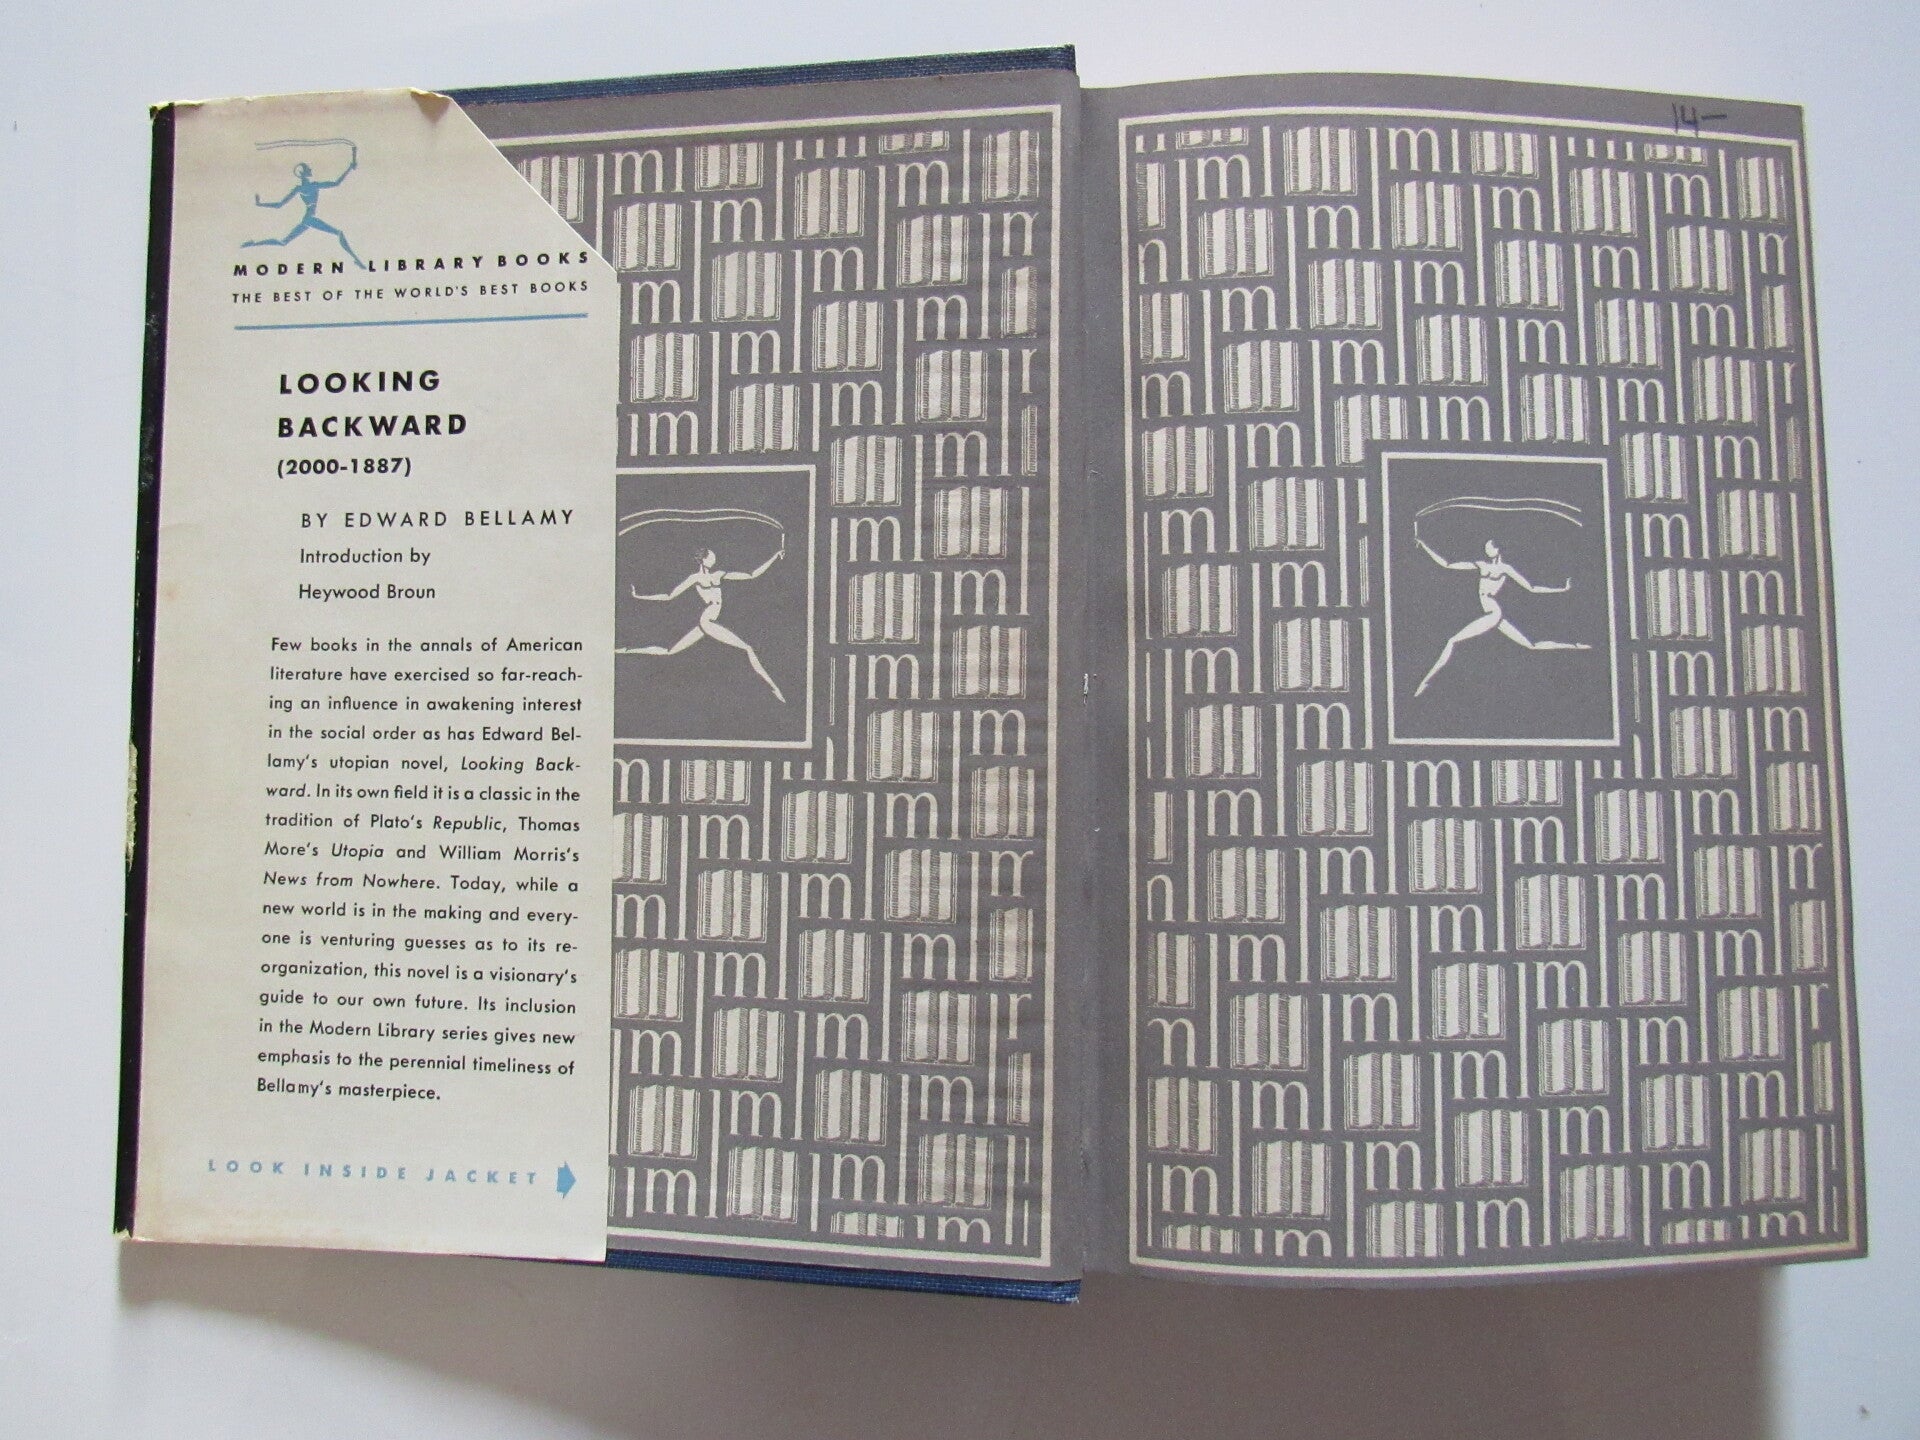 MODERN LIBRARY BOOKS
THE BEST OF THE WORLD'S BEST BOOKS
LOOKING
BACKWARD
(2000-1887)
BY EDWARD BELLAMY
Introduction by
Heywood Broun
Few books in the annals of American
literature have exercised so far-reach-
ing an influence in awakening interest
in the social order as has Edward Bel-
lamy's utopian novel, Looking Back-
ward. In its own field it is a classic in the
tradition of Plato's Republic, Thomas
More's Utopia and William Morris's
News from Nowhere. Today, while a
new world is in the making and every-
one is venturing guesses as to its re-
organization, this novel is a visionary's
guide to our own future. Its inclusion
in the Modern Library series gives new
emphasis to the perennial timeliness of
Bellamy's masterpiece.
LOOK INSIDE JACKET
14—